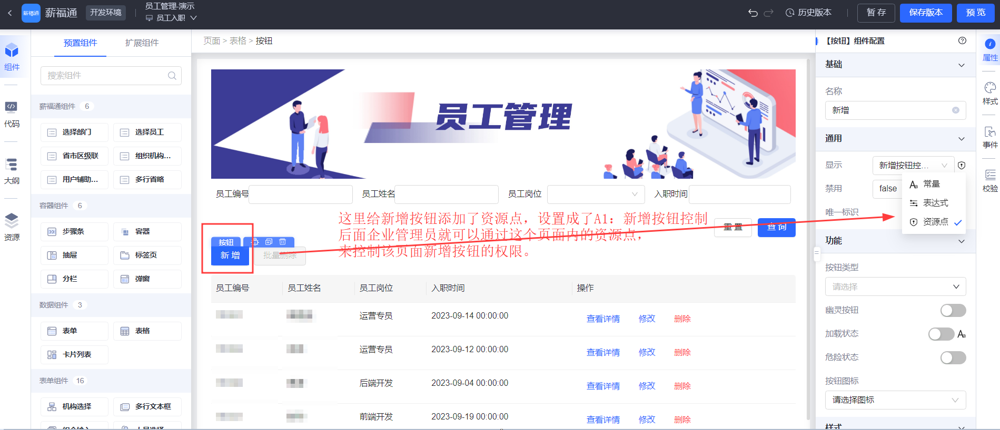 薪福通
薪福通
开发环境
员工管理-演示
员工入职
历史版本
暂 存
保存版本
预 览
组件
代码
大纲
资源
预置组件
扩展组件
搜索组件
薪福通组件 6
选择部门
选择员工
省市区级联
组织机构...
用户辅助...
多行省略
容器组件 6
步骤条
容器
抽屉
标签页
分栏
弹窗
数据组件 3
表单
表格
卡片列表
表单组件 16
机构选择
多行文本框
页面 > 表格 > 按钮
员工管理
员工编号
员工姓名
员工岗位
入职时间
这里给新增按钮添加了资源点，设置成了A1：新增按钮控制
后面企业管理员就可以通过这个页面内的资源点，
来控制该页面新增按钮的权限。
重 置
查 询
按钮
新 增
批量删除
员工编号 员工姓名 员工岗位 入职时间 操作
运营专员 2023-09-14 00:00:00 查看详情 修改 删除
运营专员 2023-09-12 00:00:00 查看详情 修改 删除
后端开发 2023-09-04 00:00:00 查看详情 修改 删除
前端开发 2023-09-19 00:00:00 查看详情 修改 删除
【按钮】组件配置
基础
名称
新增
通用
显示
新增按钮控...
禁用
false
唯一标识
常量
表达式
资源点
功能
按钮类型
请选择
幽灵按钮
加载状态
危险状态
按钮图标
请选择图标
样式
属性
样式
事件
校验